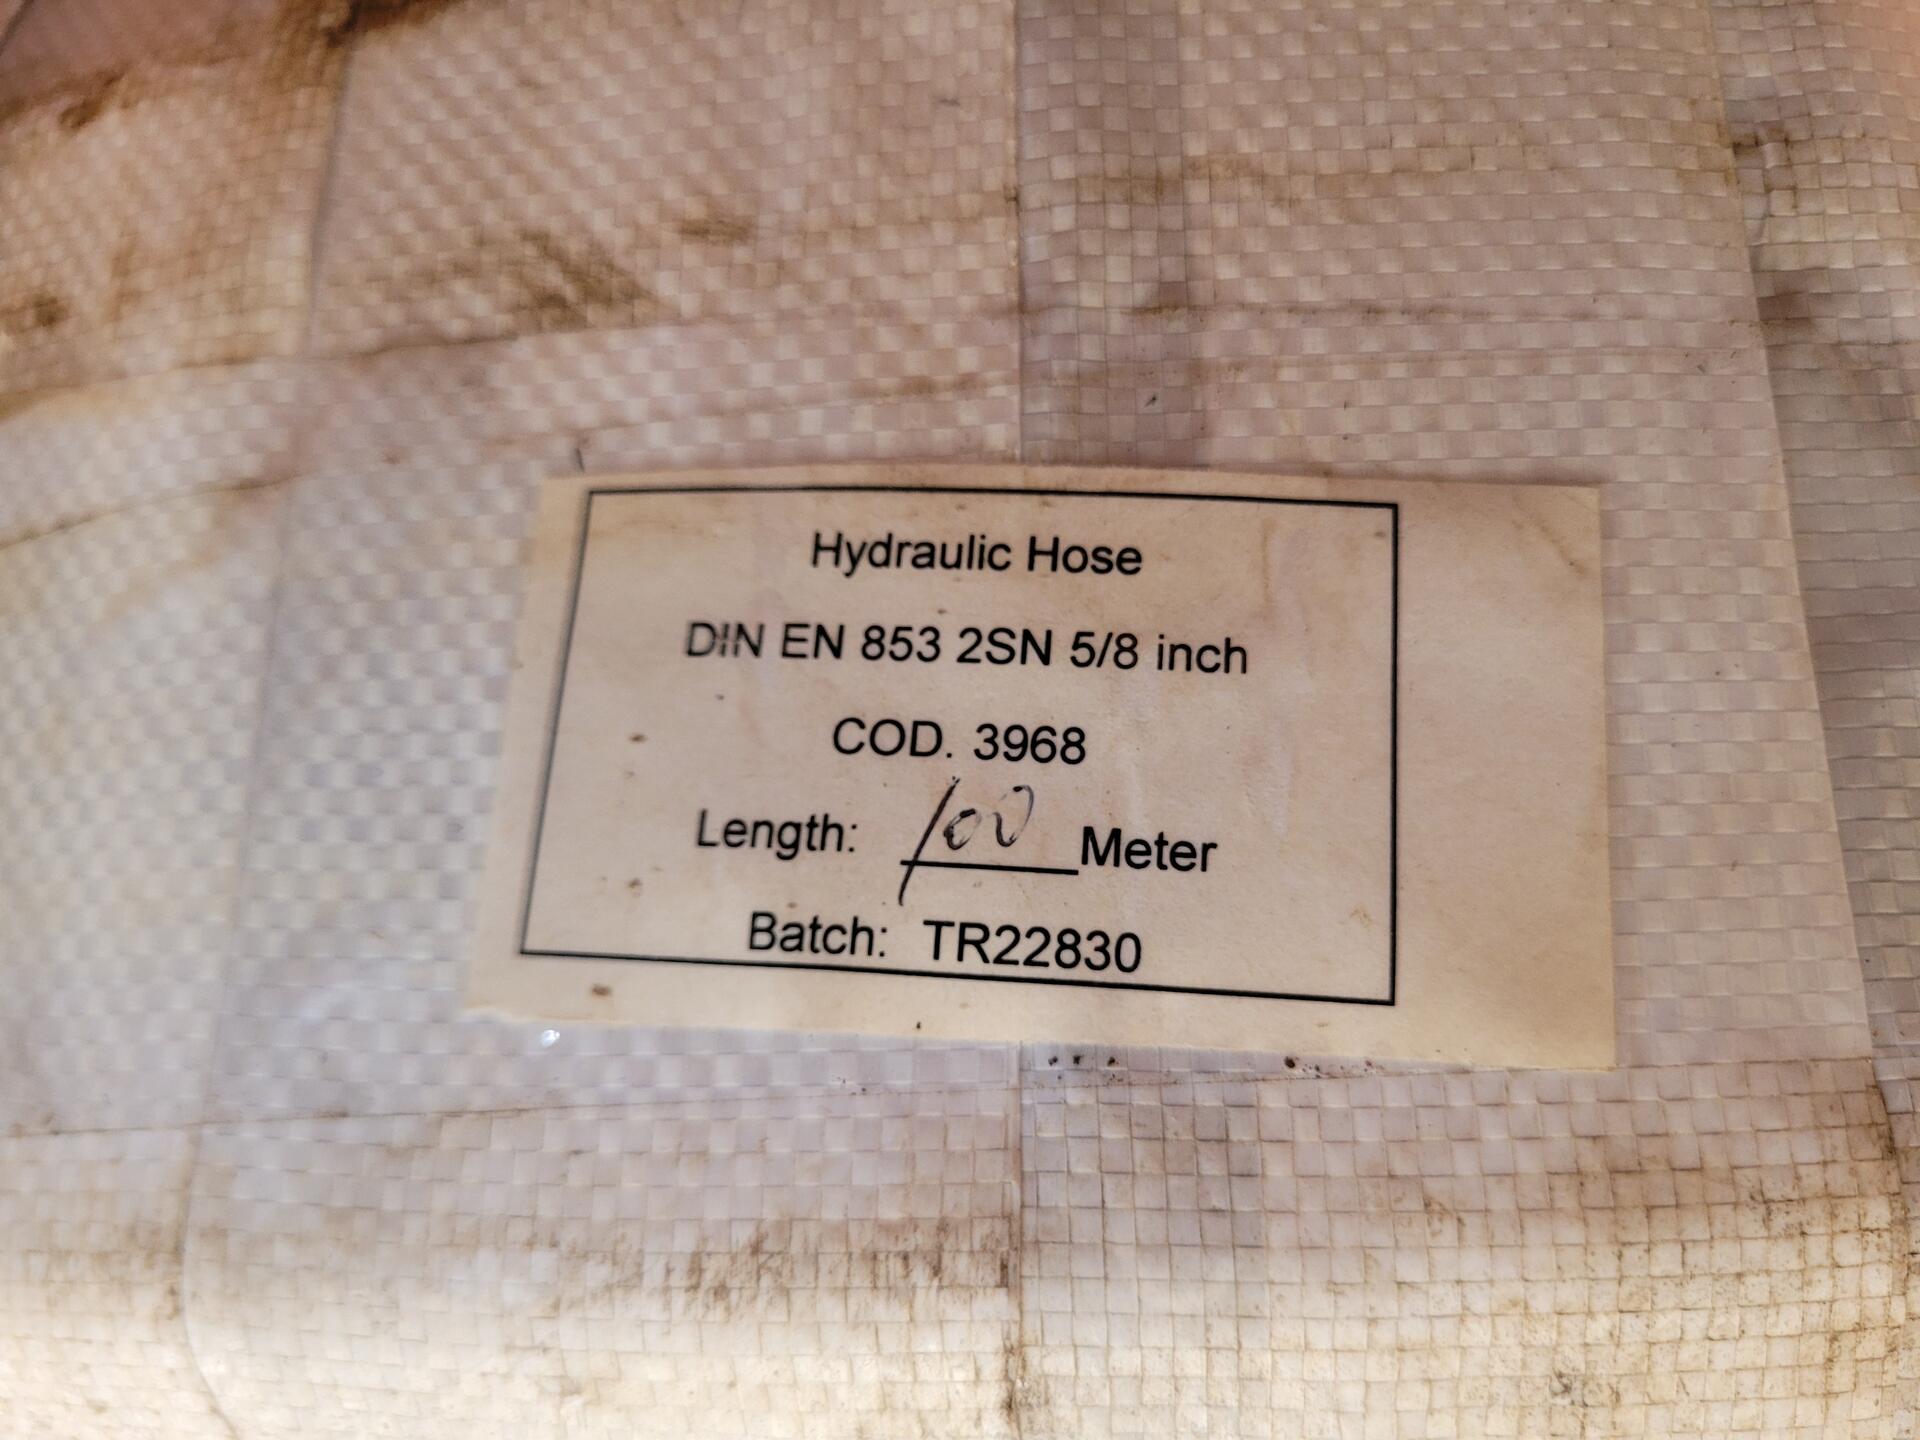 Hydraulic Hose
DIN EN 853 2SN 5/8 inch
COD. 3968
Length: 100 Meter
Batch: TR22830